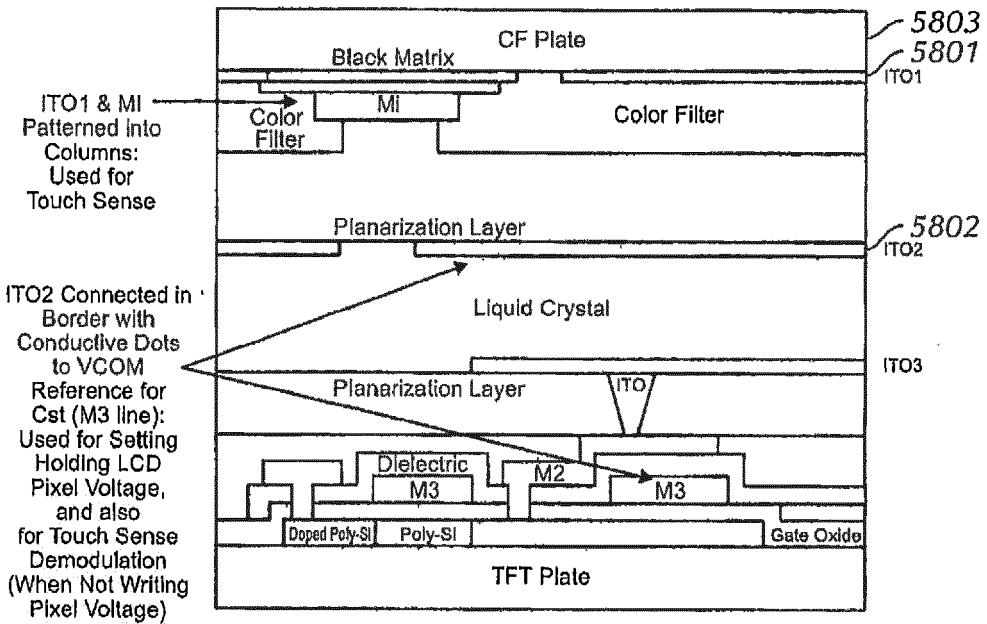 CF Plate
5803
Black Matrix
5801
ITO1
ITO1 & MI
Patterned into
Columns:
Used for
Touch Sense
MI
Color
Filter
Color Filter
Planarization Layer
5802
ITO2
ITO2 Connected in
Border with
Conductive Dots
to VCOM
Reference for
Cst (M3 line):
Used for Setting
Holding LCD
Pixel Voltage,
and also
for Touch Sense
Demodulation
(When Not Writing
Pixel Voltage)
Liquid Crystal
ITO3
Planarization Layer
ITO
Dielectric
M2
M3
M3
Doped Poly-SI
Poly-SI
Gate Oxide
TFT Plate